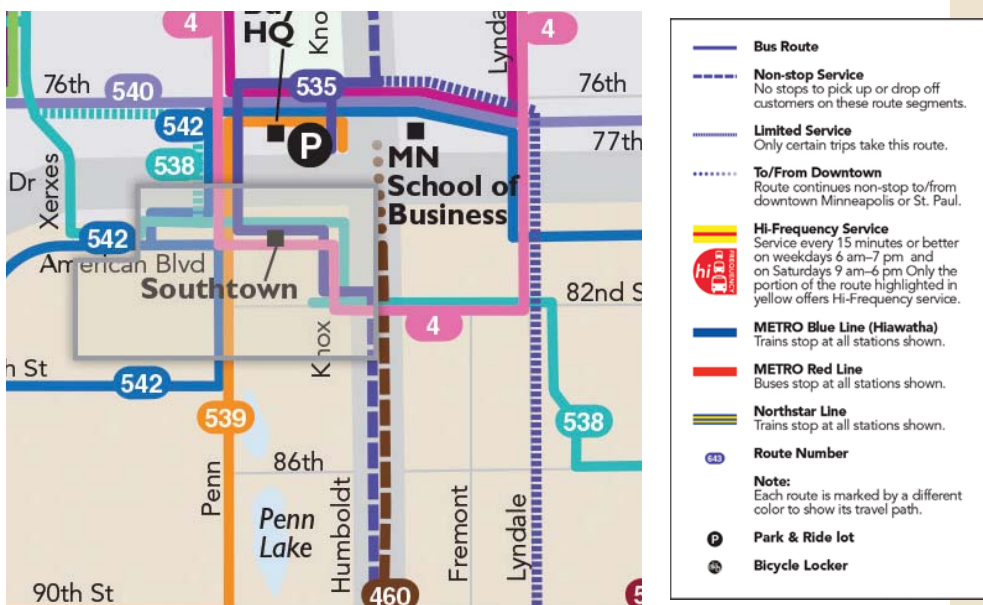 4
Buy
HQ
Kno
Lynda
4
76th
540
535
76th
542
P
77th
538
MN
School of
Business
Dr
Xerxes
542
American Blvd
Southtown
82nd S
4
Knox
h St
542
539
538
86th
Penn
Penn
Lake
Humboldt
Fremont
Lyndale
90th St
460
5
Bus Route
Non-stop Service
No stops to pick up or drop off
customers on these route segments.
Limited Service
Only certain trips take this route.
To/From Downtown
Route continues non-stop to/from
downtown Minneapolis or St. Paul.
Hi-Frequency Service
Service every 15 minutes or better
on weekdays 6 am–7 pm and
on Saturdays 9 am–6 pm Only the
portion of the route highlighted in
yellow offers Hi-Frequency service.
hi
FREQUENCY
METRO Blue Line (Hiawatha)
Trains stop at all stations shown.
METRO Red Line
Buses stop at all stations shown.
Northstar Line
Trains stop at all stations shown.
643
Route Number
Note:
Each route is marked by a different
color to show its travel path.
P
Park & Ride lot
Bicycle Locker